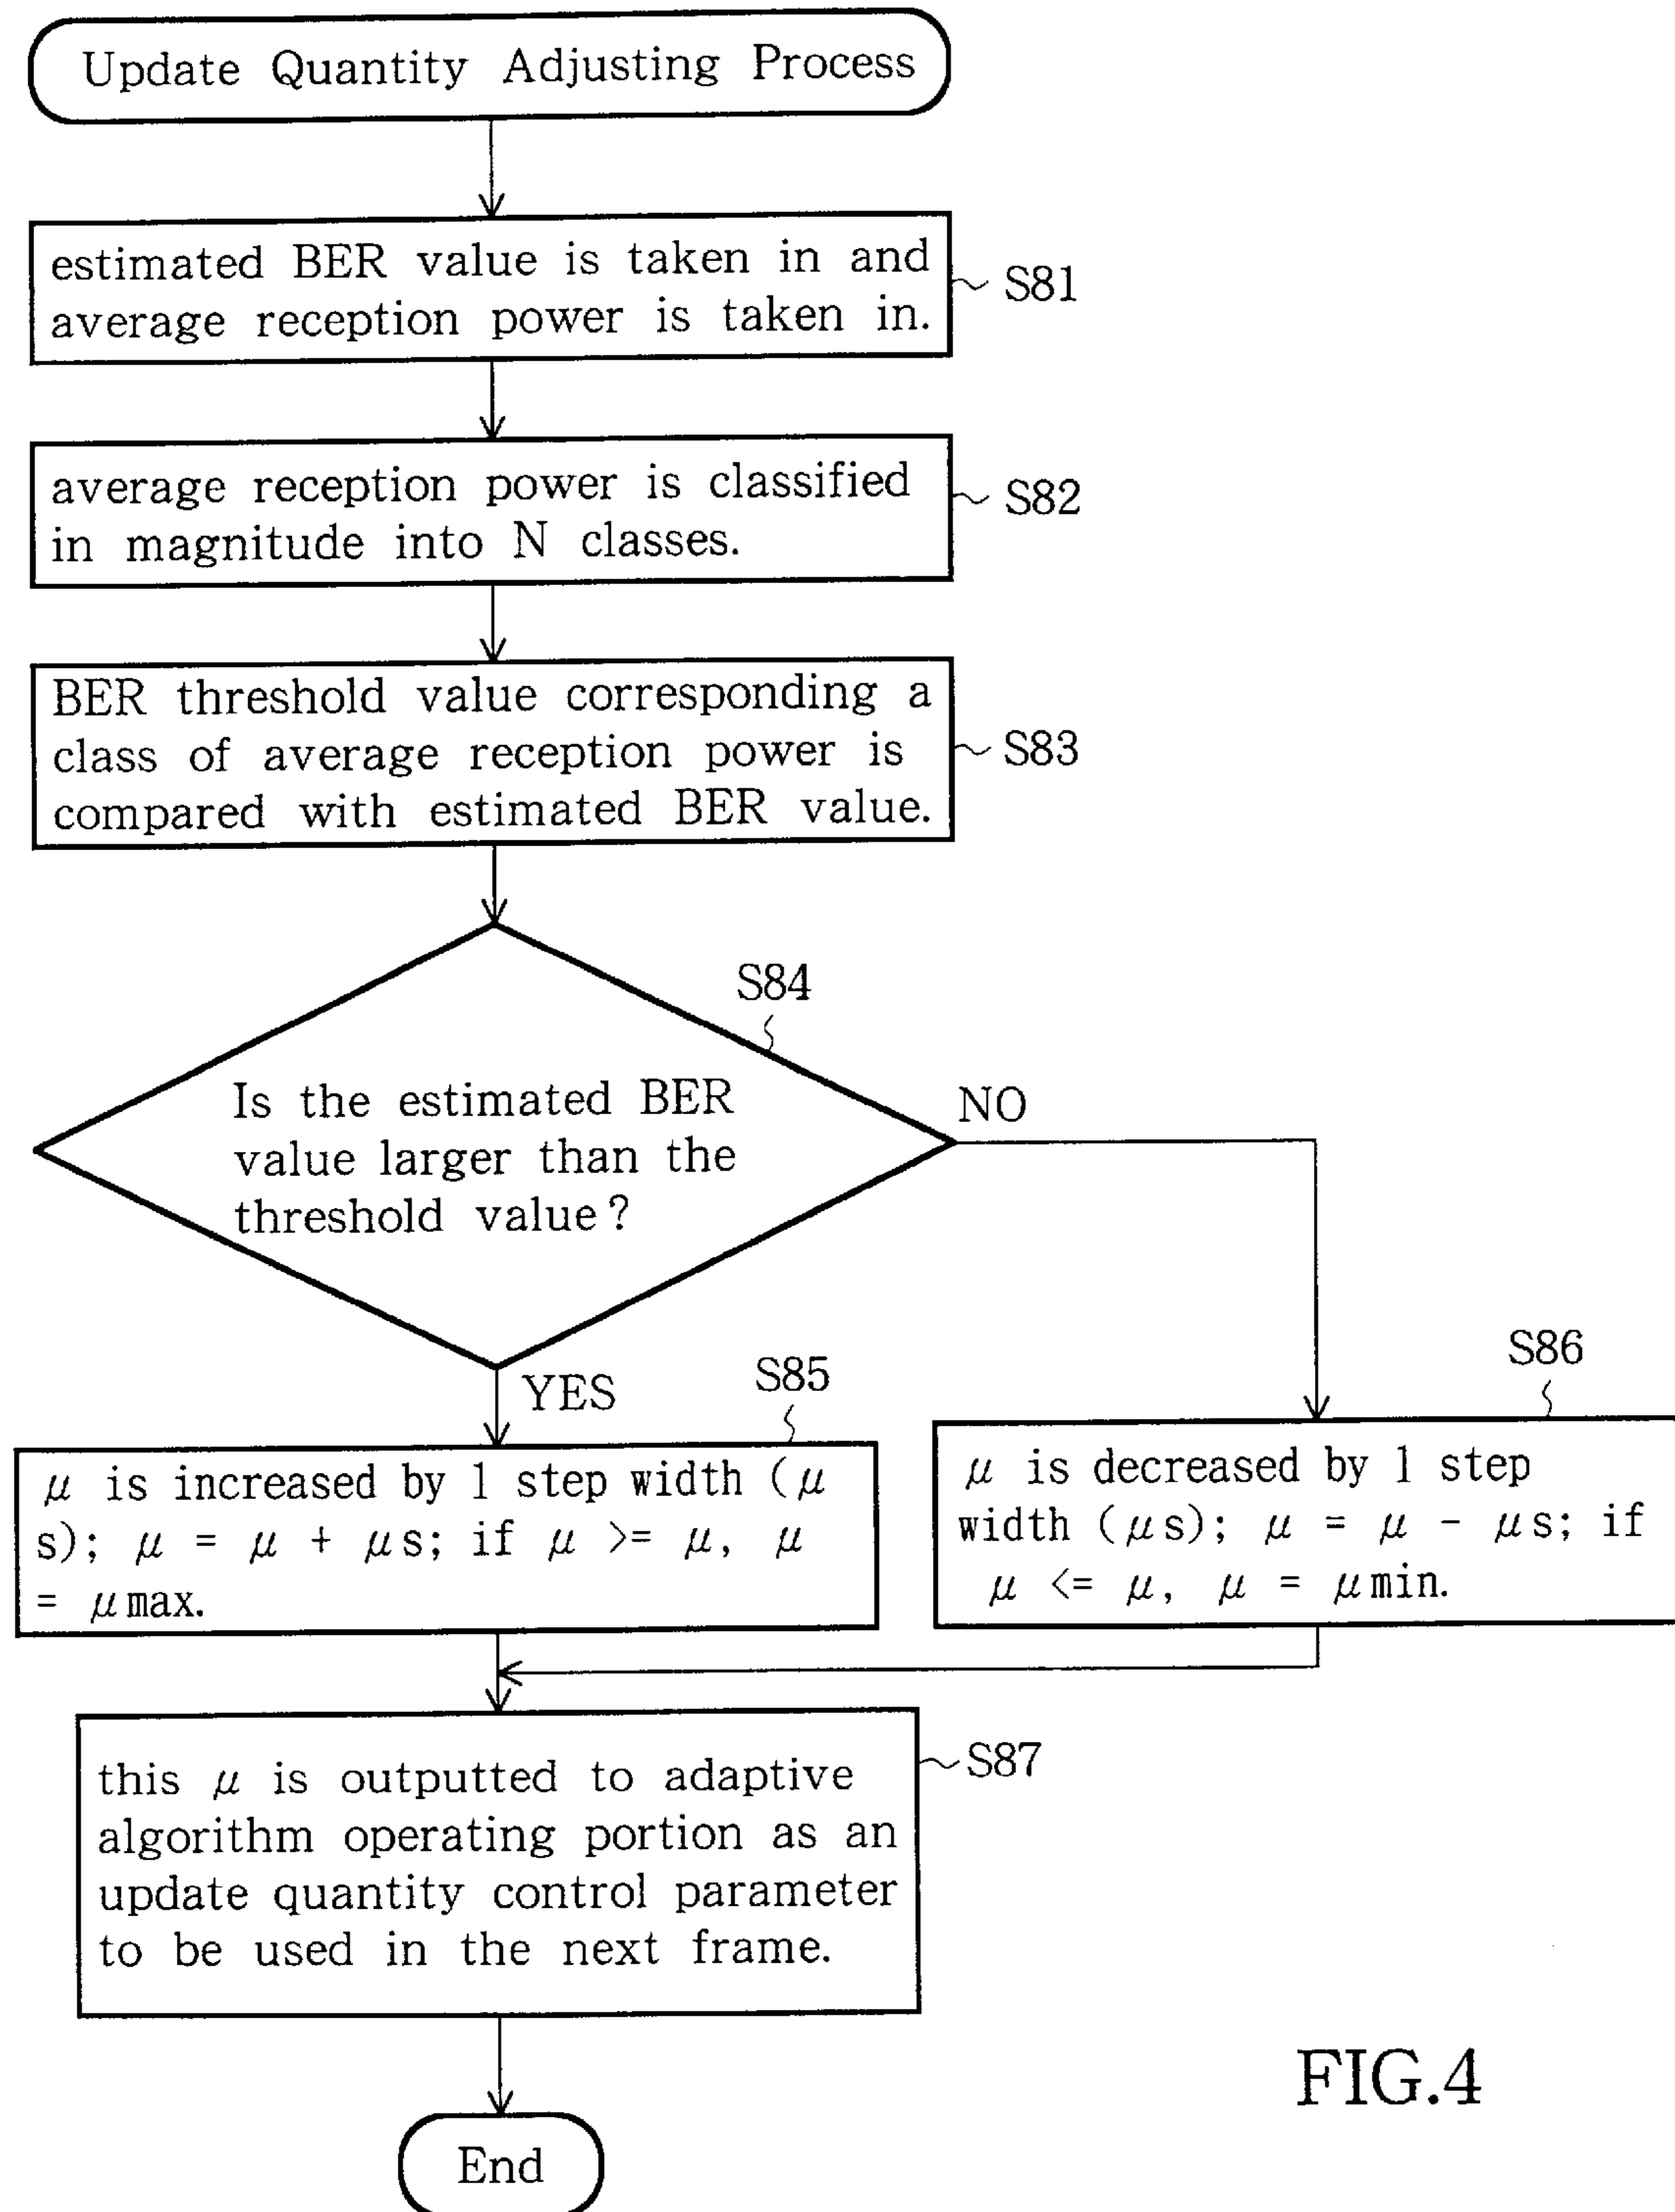 Update Quantity Adjusting Process
estimated BER value is taken in and
average reception power is taken in.
S81
average reception power is classified
in magnitude into N classes.
S82
BER threshold value corresponding a
class of average reception power is
compared with estimated BER value.
S83
S84
Is the estimated BER
value larger than the
threshold value?
NO
YES
S85
μ is increased by 1 step width (μ
s); μ = μ + μs; if μ >= μ, μ
= μmax.
S86
μ is decreased by 1 step
width (μs); μ = μ - μs; if
μ <= μ, μ = μmin.
this μ is outputted to adaptive
algorithm operating portion as an
update quantity control parameter
to be used in the next frame.
S87
End
FIG.4